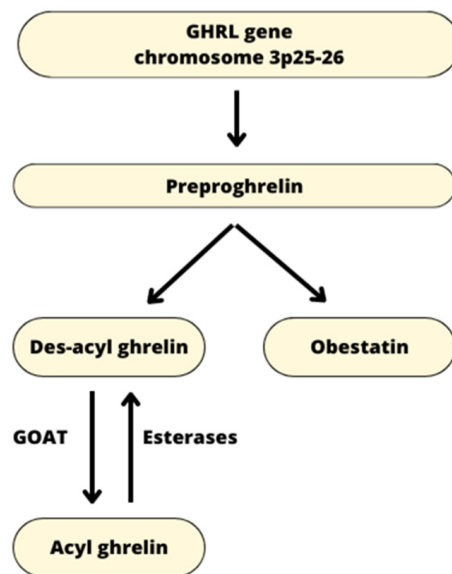 GHRL gene
chromosome 3p25-26
Preproghrelin
Des-acyl ghrelin
Obestatin
GOAT
Esterases
Acyl ghrelin